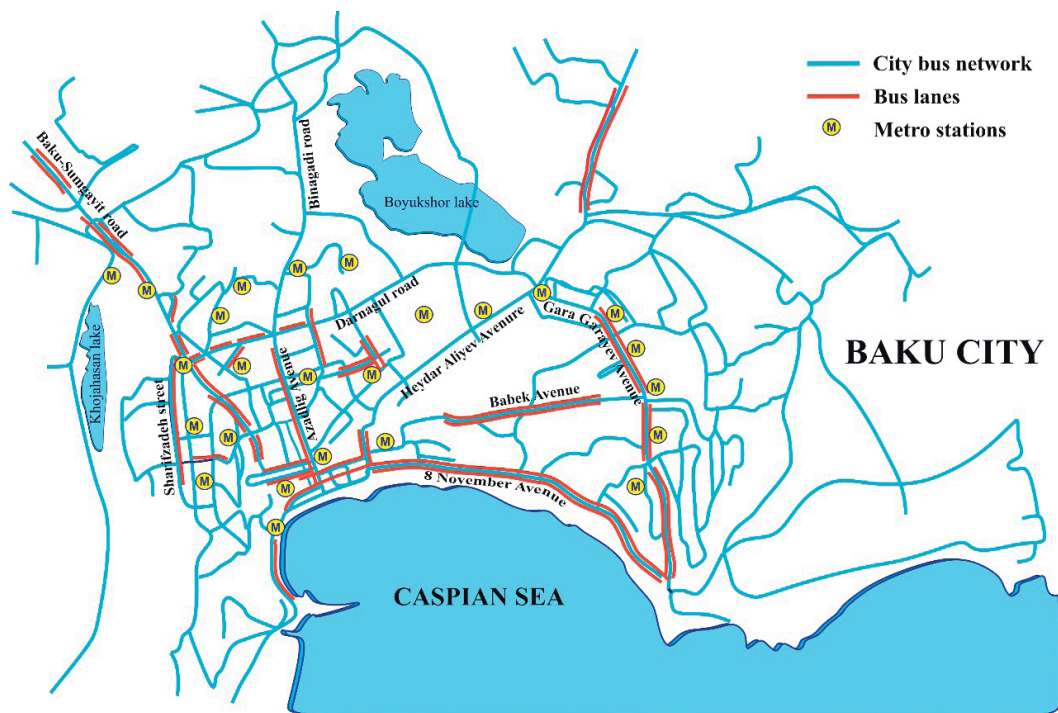 City bus network
Bus lanes
M Metro stations
Baku-Sumgayit road
Binagadi road
Boyukshor lake
M
M
M
M
M
M
Darnagul road
M
M
M
M
M
Gara Garayev Avenue
Heydar Aliyev Avenure
BAKU CITY
Khojahasan lake
M
M
M
M
M
M
Azadlig Avenue
Babek Avenue
Sharifzadeh street
M
M
M
M
M
M
M
M
8 November Avenue
M
CASPIAN SEA